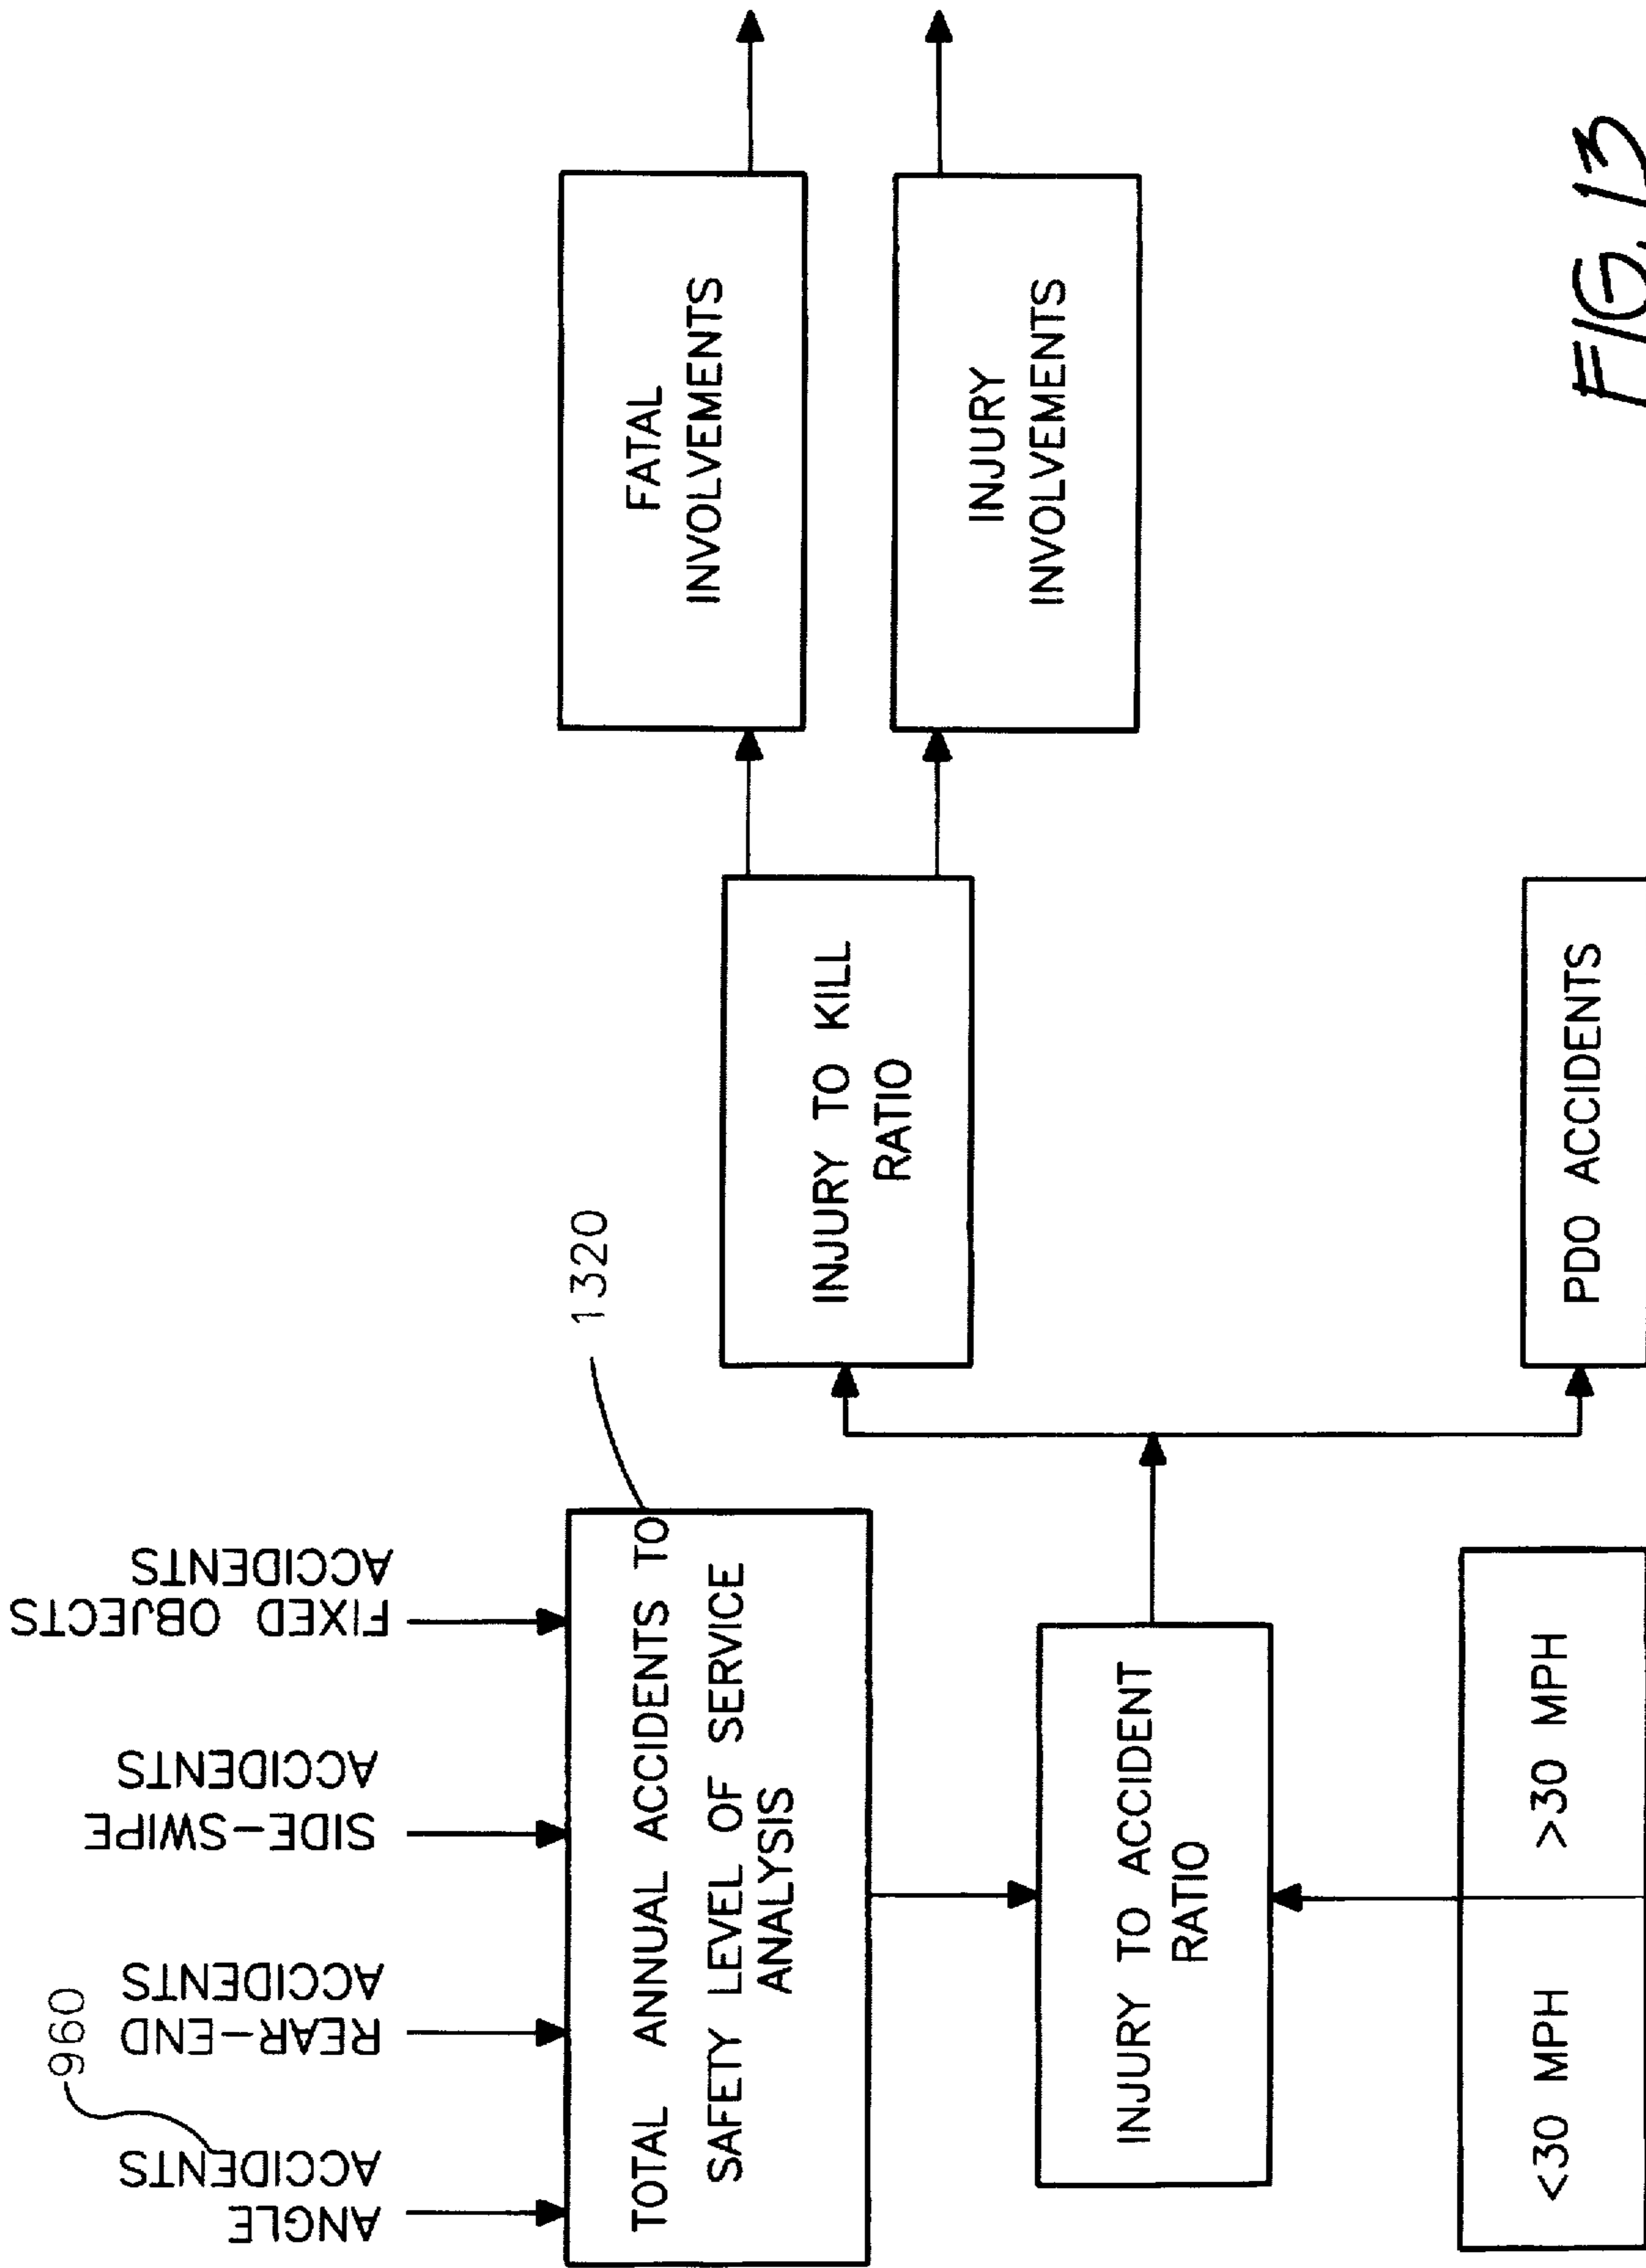 960
ANGLE
ACCIDENTS
REAR-END
ACCIDENTS
SIDE-SWIPE
ACCIDENTS
FIXED OBJECTS
ACCIDENTS
1320
TOTAL ANNUAL ACCIDENTS TO
SAFETY LEVEL OF SERVICE
ANALYSIS
INJURY TO ACCIDENT
RATIO
<30 MPH
>30 MPH
INJURY TO KILL
RATIO
PDO ACCIDENTS
FATAL
INVOLVEMENTS
INJURY
INVOLVEMENTS
FIG. 13